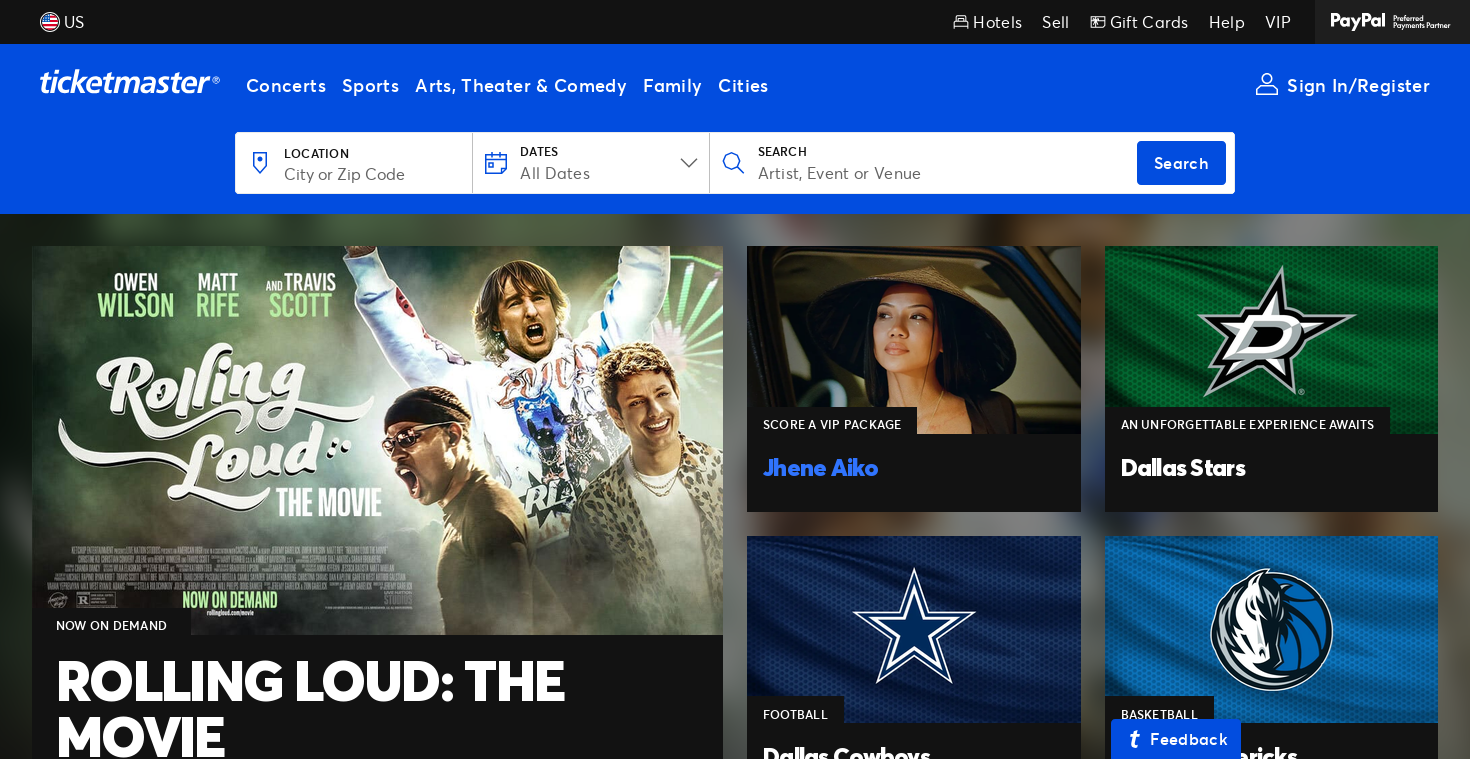 US
Hotels
Sell
Gift Cards
Help
VIP
PayPal Preferred
Payments Partner
ticketmaster®
Concerts
Sports
Arts, Theater & Comedy
Family
Cities
Sign In/Register
LOCATION
City or Zip Code
DATES
All Dates
SEARCH
Artist, Event or Venue
Search
OWEN
WILSON
MATT
RIFE
AND TRAVIS
SCOTT
Rolling
Loud
THE MOVIE
NOW ON DEMAND
rollingloud.com/movie
NOW ON DEMAND
ROLLING LOUD: THE
MOVIE
SCORE A VIP PACKAGE
Jhene Aiko
D
AN UNFORGETTABLE EXPERIENCE AWAITS
Dallas Stars
FOOTBALL
Dallas Cowboys
BASKETBALL
t Feedback